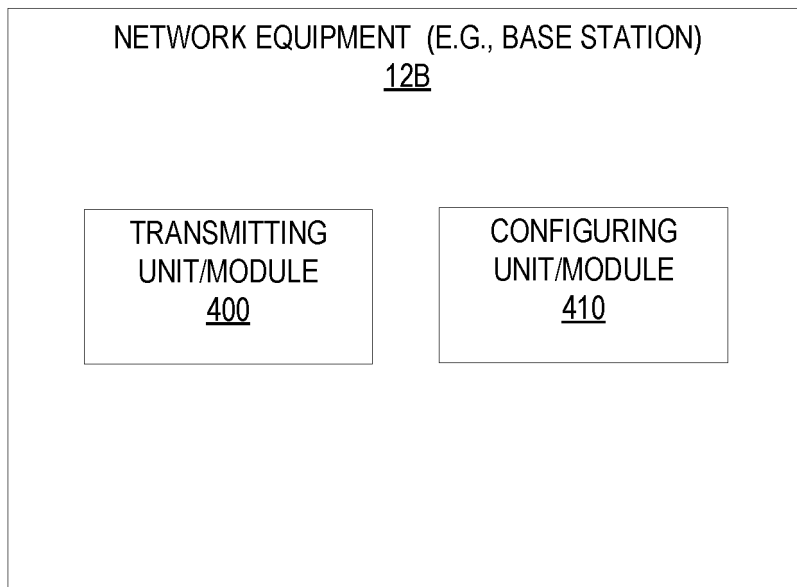 NETWORK EQUIPMENT (E.G., BASE STATION)
12B
TRANSMITTING
UNIT/MODULE
400
CONFIGURING
UNIT/MODULE
410